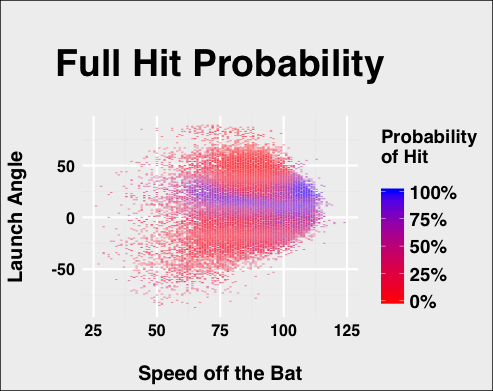 Full Hit Probability
Launch Angle
50
0
-50
25 50 75 100 125
Speed off the Bat
Probability
of Hit
100%
75%
50%
25%
0%